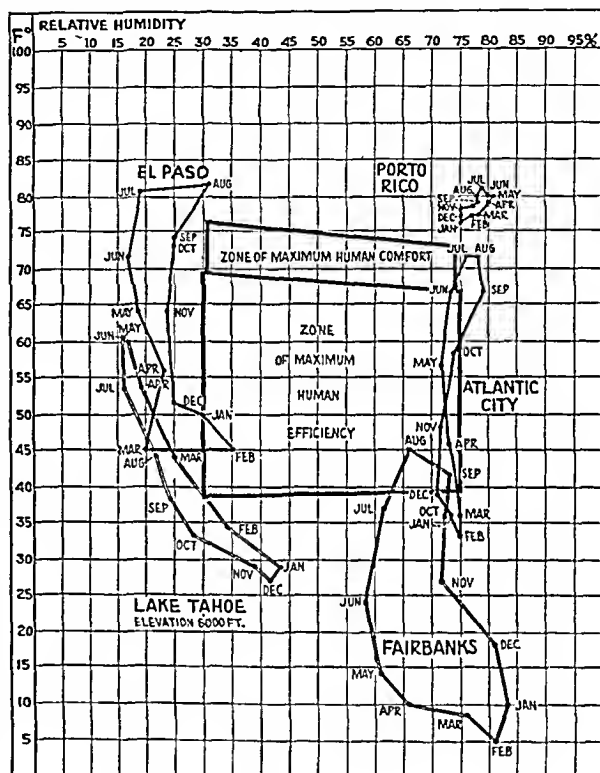 RELATIVE HUMIDITY
F° 5 10 15 20 25 30 35 40 45 50 55 60 65 70 75 80 85 90 95%
100
95
90
85
80
75
70
65
60
55
50
45
40
35
30
25
20
15
10
5
EL PASO
JUL
AUG
SEP
OCT
JUN
NOV
MAY
APR
DEC
JAN
FEB
MAR
PORTO
RICO
JUL
JUN
AUG
MAY
SEP
APR
NOV
MAR
DEC
FEB
JAN
ZONE OF MAXIMUM HUMAN COMFORT
ZONE
OF MAXIMUM
HUMAN
EFFICIENCY
JUL
AUG
JUN
SEP
OCT
MAY
ATLANTIC
CITY
NOV
APR
DEC
MAR
JAN
FEB
JUN
MAY
JUL
APR
AUG
MAR
SEP
FEB
OCT
JAN
NOV
DEC
LAKE TAHOE
ELEVATION 6000 FT.
AUG
SEP
JUL
OCT
JUN
NOV
FAIRBANKS
DEC
MAY
APR
MAR
JAN
FEB